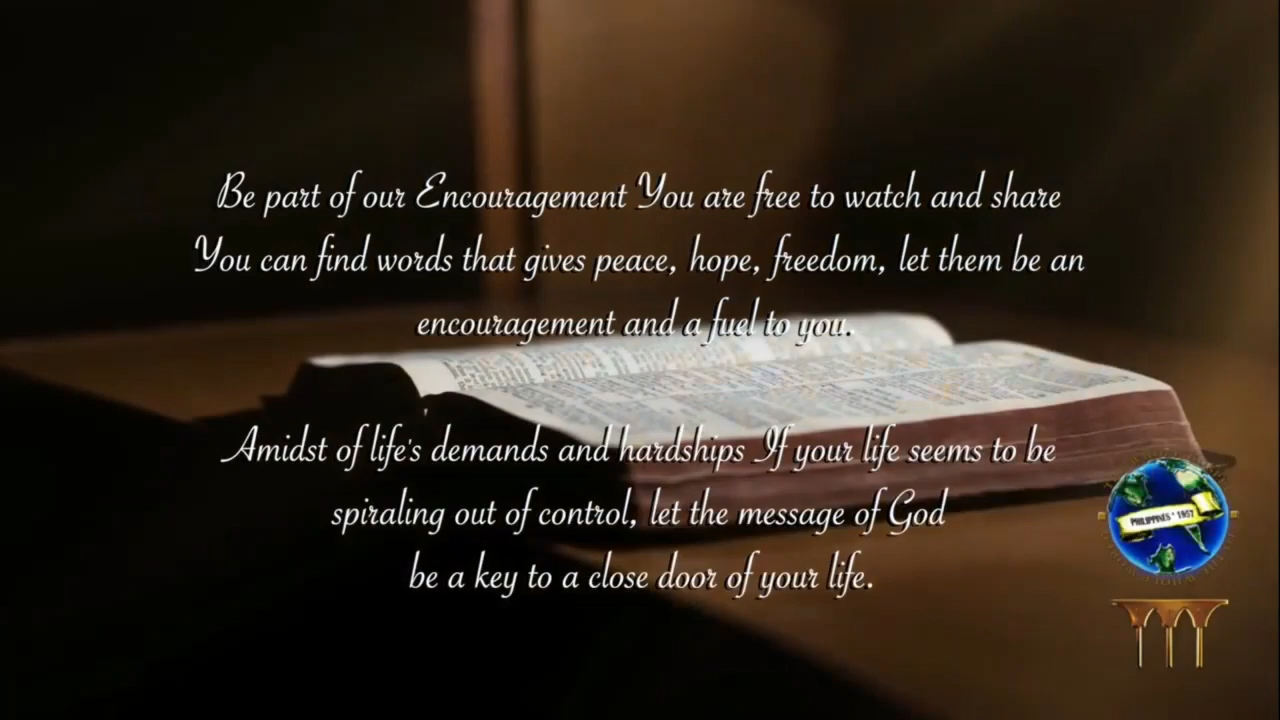 Be part of our Encouragement You are free to watch and share
You can find words that gives peace, hope, freedom, let them be an
encouragement and a fuel to you.
Amidst of life's demands and hardships If your life seems to be
spiraling out of control, let the message of God
be a key to a close door of your life.
PHILIPPINES * 1957